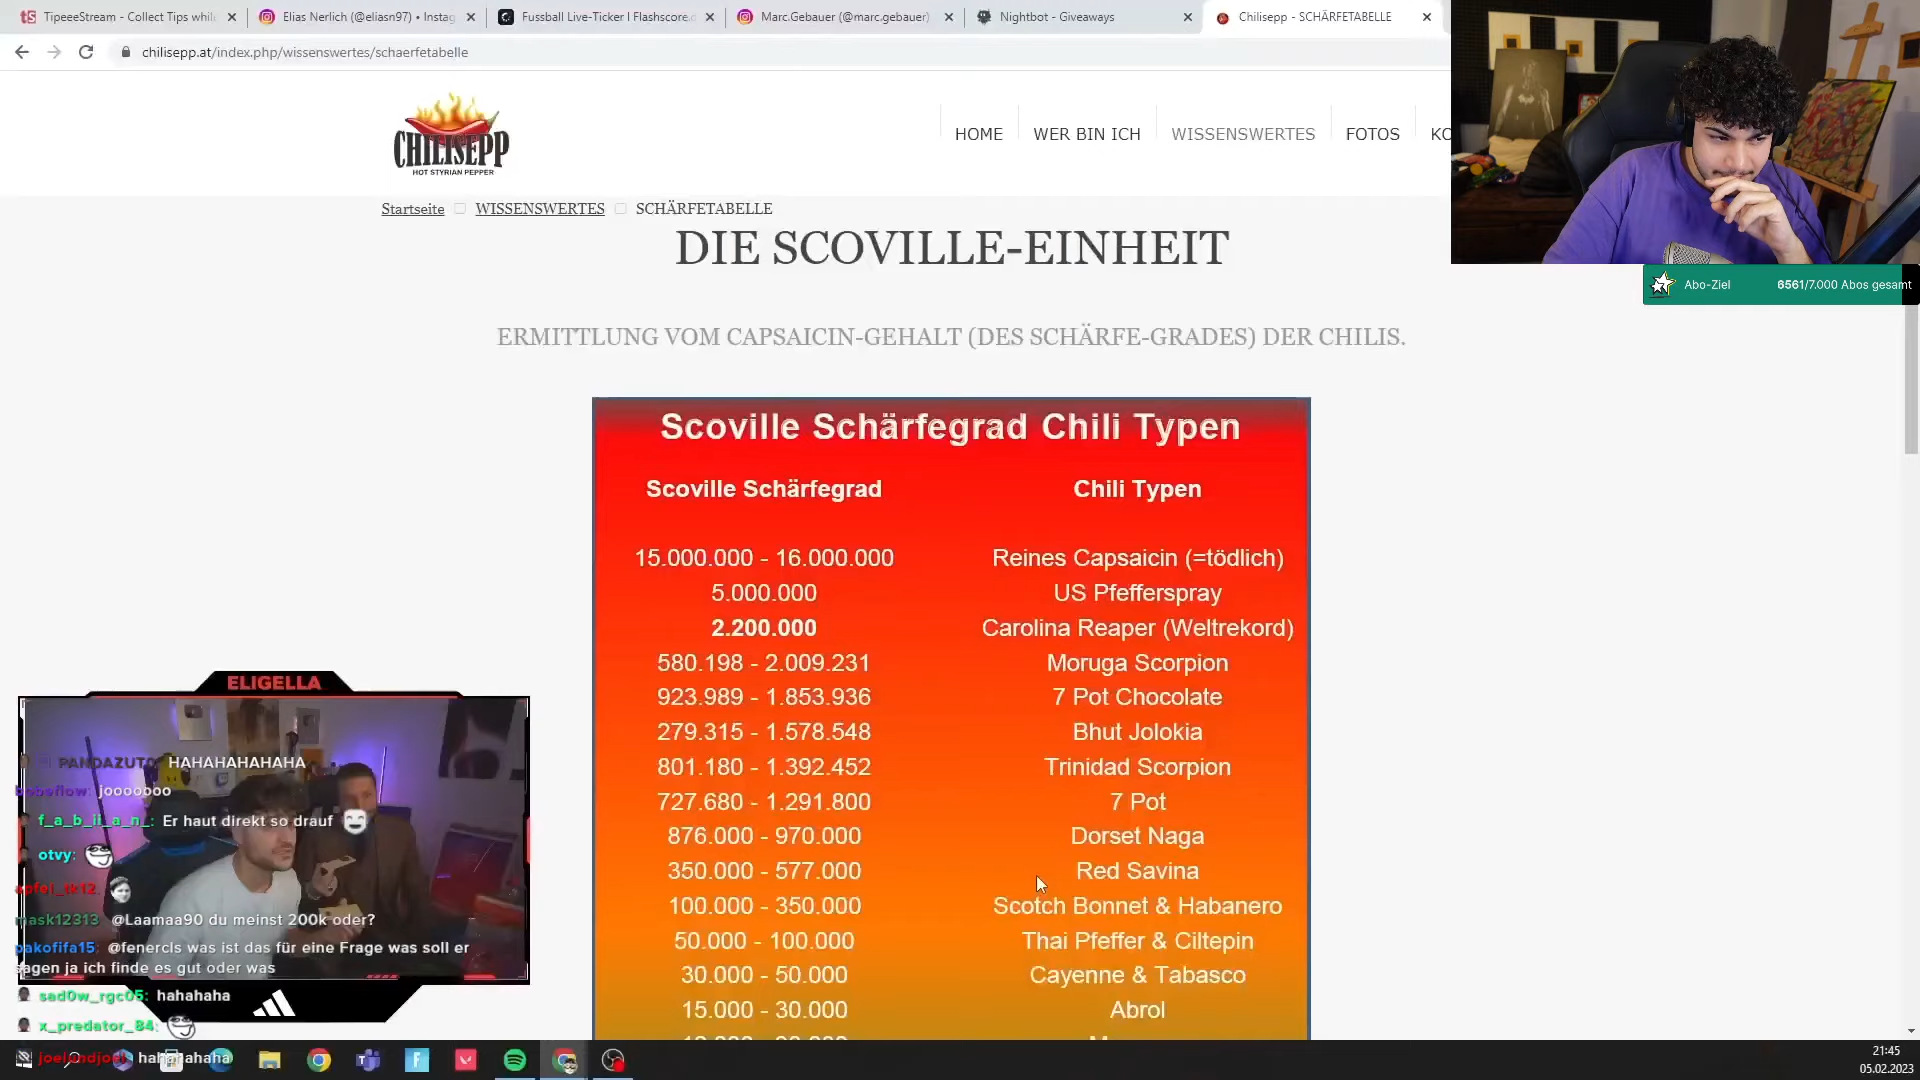 TipeeeStream - Collect Tips while
Elias Nerlich (@eliasn97) • Instag
Fussball Live-Ticker | Flashscore.
Marc.Gebauer (@marc.gebauer)
Nightbot - Giveaways
Chilisepp - SCHÄRFETABELLE
chilisepp.at/index.php/wissenswertes/schaerfetabelle
CHILISEPP
HOT STYRIAN PEPPER
HOME
WER BIN ICH
WISSENSWERTES
FOTOS
KO
Startseite WISSENSWERTES SCHÄRFETABELLE
DIE SCOVILLE-EINHEIT
Abo-Ziel 6561/7.000 Abos gesamt
ERMITTLUNG VOM CAPSAICIN-GEHALT (DES SCHÄRFE-GRADES) DER CHILIS.
Scoville Schärfegrad Chili Typen
Scoville Schärfegrad Chili Typen
15.000.000 - 16.000.000 Reines Capsaicin (=tödlich)
5.000.000 US Pfefferspray
2.200.000 Carolina Reaper (Weltrekord)
580.198 - 2.009.231 Moruga Scorpion
923.989 - 1.853.936 7 Pot Chocolate
279.315 - 1.578.548 Bhut Jolokia
801.180 - 1.392.452 Trinidad Scorpion
727.680 - 1.291.800 7 Pot
876.000 - 970.000 Dorset Naga
350.000 - 577.000 Red Savina
100.000 - 350.000 Scotch Bonnet & Habanero
50.000 - 100.000 Thai Pfeffer & Ciltepin
30.000 - 50.000 Cayenne & Tabasco
15.000 - 30.000 Abrol
ELIGELLA
PANDAZUT0 HAHAHAHAHAHA
jooooooo
f_a_b_ii_a_n_: Er haut direkt so drauf
otvy:
apfel_tk12
mask12313 @Laamaa90 du meinst 200k oder?
pakofifa15: @fenercls was ist das für eine Frage was soll er
sagen ja ich finde es gut oder was
sad0w_rgc05: hahahaha
x_predator_84:
hahahahaha
21:45
05.02.2023